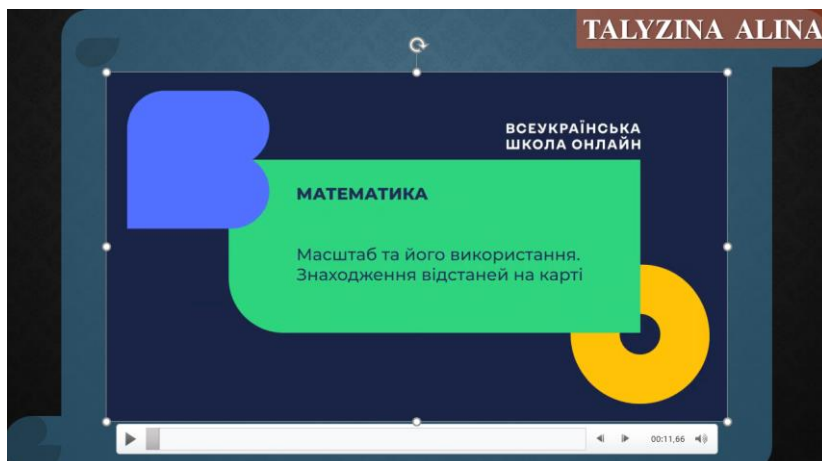 TALYZINA ALINA
ВСЕУКРАЇНСЬКА
ШКОЛА ОНЛАЙН
МАТЕМАТИКА
Масштаб та його використання.
Знаходження відстаней на карті
00:11,66